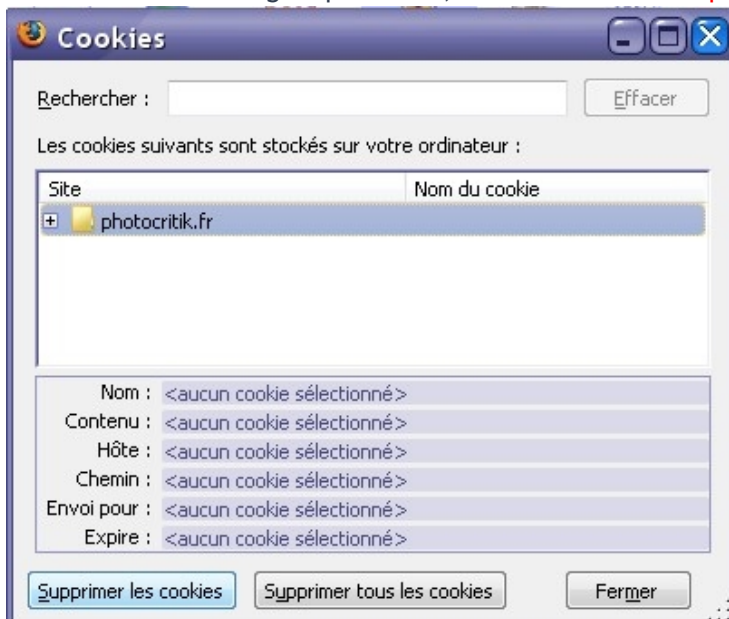 Cookies
Rechercher :
Effacer
Les cookies suivants sont stockés sur votre ordinateur :
Site Nom du cookie
photocritik.fr
Nom : <aucun cookie sélectionné>
Contenu : <aucun cookie sélectionné>
Hôte : <aucun cookie sélectionné>
Chemin : <aucun cookie sélectionné>
Envoi pour : <aucun cookie sélectionné>
Expire : <aucun cookie sélectionné>
Supprimer les cookies Supprimer tous les cookies Fermer